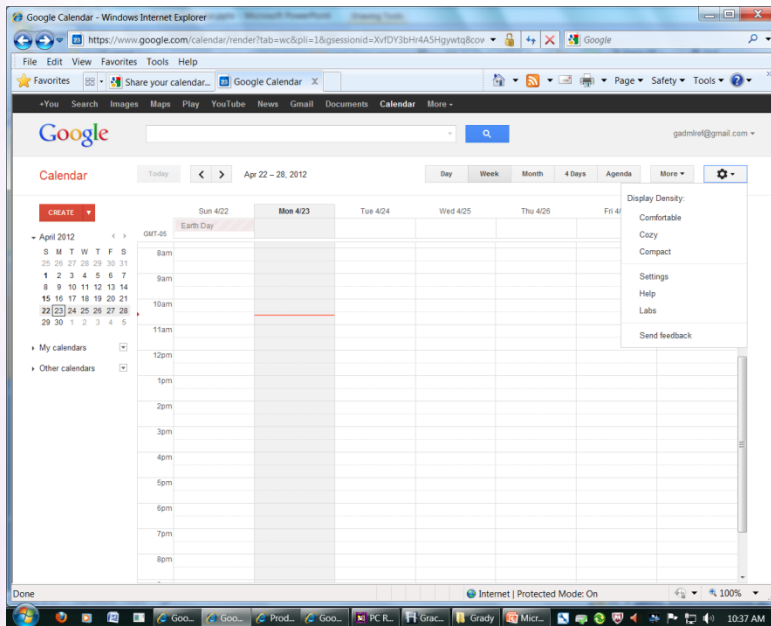 Google Calendar - Windows Internet Explorer
https://www.google.com/calendar/render?tab=wc&pli=1&gsessionid=XvfDY3bHr4A5Hgywtq8cov
Google
File Edit View Favorites Tools Help
Favorites
Share your calendar...
Google Calendar X
Page Safety Tools
+You Search Images Maps Play YouTube News Gmail Documents Calendar More
Google
gadmlref@gmail.com
Calendar
Today
Apr 22 – 28, 2012
Day Week Month 4 Days Agenda More
CREATE
April 2012
S M T W T F S
25 26 27 28 29 30 31
1 2 3 4 5 6 7
8 9 10 11 12 13 14
15 16 17 18 19 20 21
22 23 24 25 26 27 28
29 30 1 2 3 4 5
My calendars
Other calendars
Sun 4/22 Mon 4/23 Tue 4/24 Wed 4/25 Thu 4/26 Fri 4/
GMT-05
Earth Day
8am
9am
10am
11am
12pm
1pm
2pm
3pm
4pm
5pm
6pm
7pm
8pm
Display Density:
Comfortable
Cozy
Compact
Settings
Help
Labs
Send feedback
Done
Internet | Protected Mode: On
100%
Goo... Goo... Prod... Goo... PC R... Grac... Grady Micr...
10:37 AM